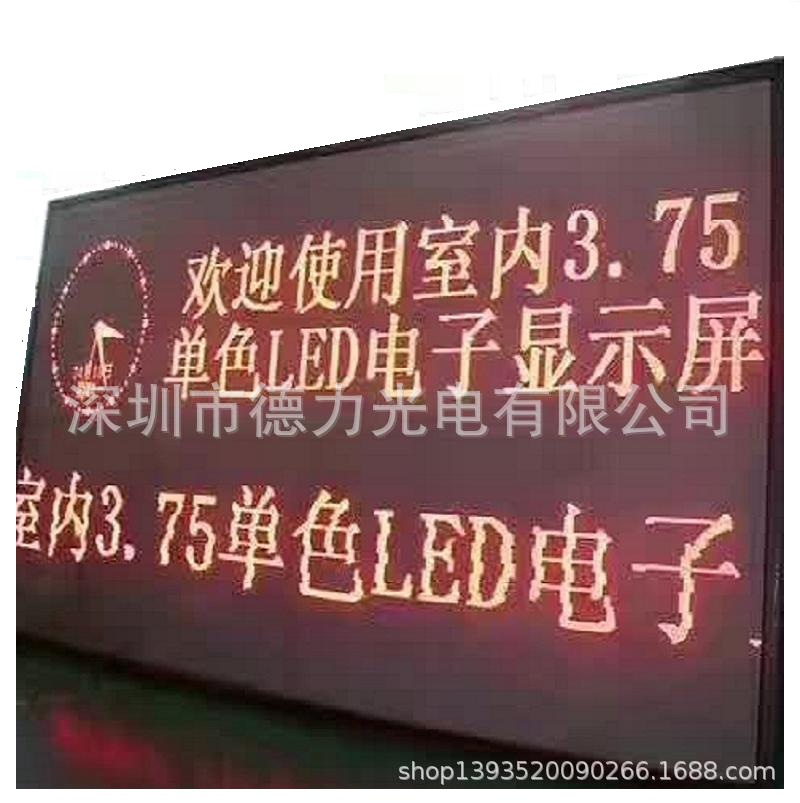 欢迎使用室内3.75
单色LED电子显示屏
深圳市德力光电有限公司
室内3.75单色LED电子
shop1393520090266.1688.com